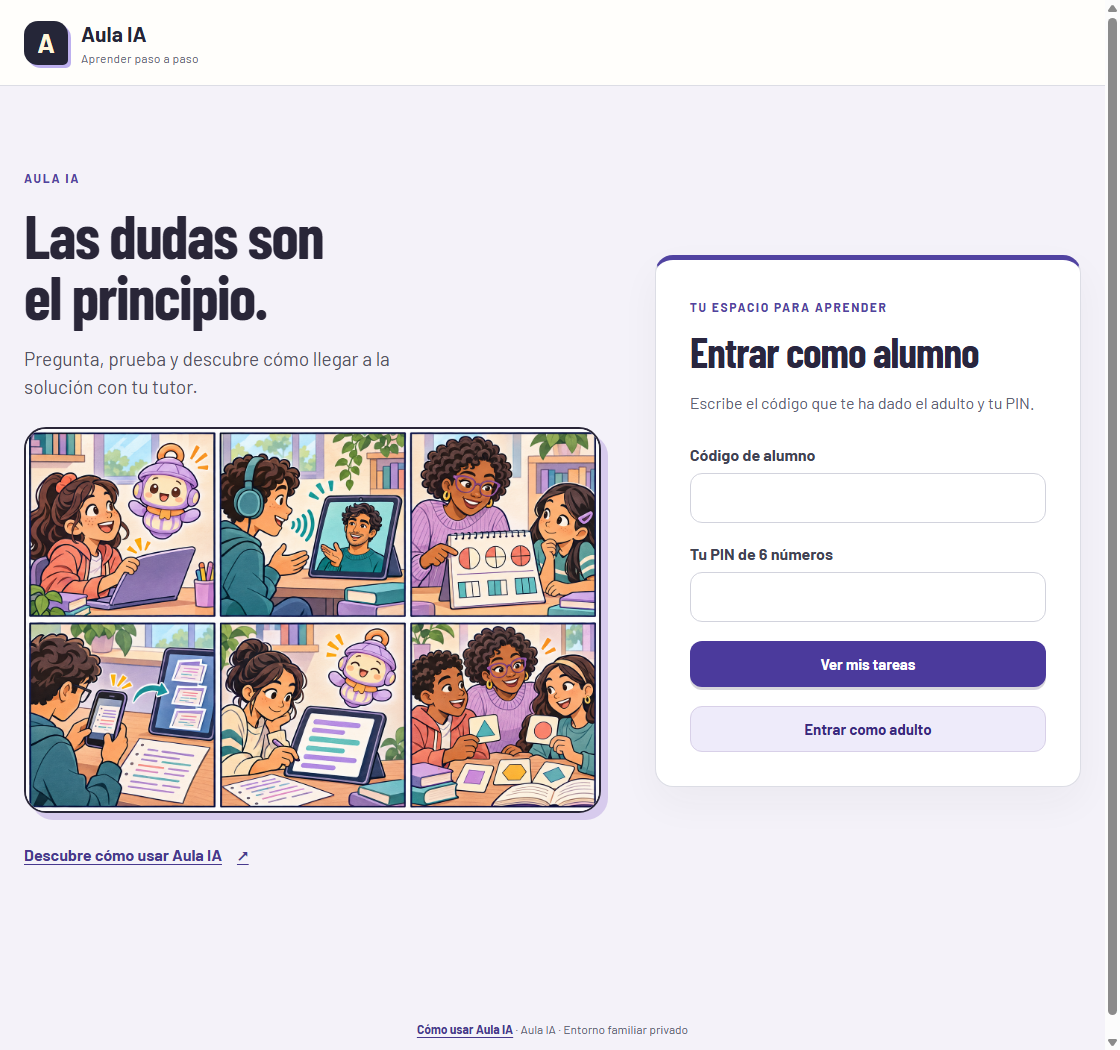 A
Aula IA
Aprender paso a paso
AULA IA
Las dudas son
el principio.
Pregunta, prueba y descubre cómo llegar a la
solución con tu tutor.
Descubre cómo usar Aula IA ↗
TU ESPACIO PARA APRENDER
Entrar como alumno
Escribe el código que te ha dado el adulto y tu PIN.
Código de alumno
Tu PIN de 6 números
Ver mis tareas
Entrar como adulto
Cómo usar Aula IA · Aula IA · Entorno familiar privado